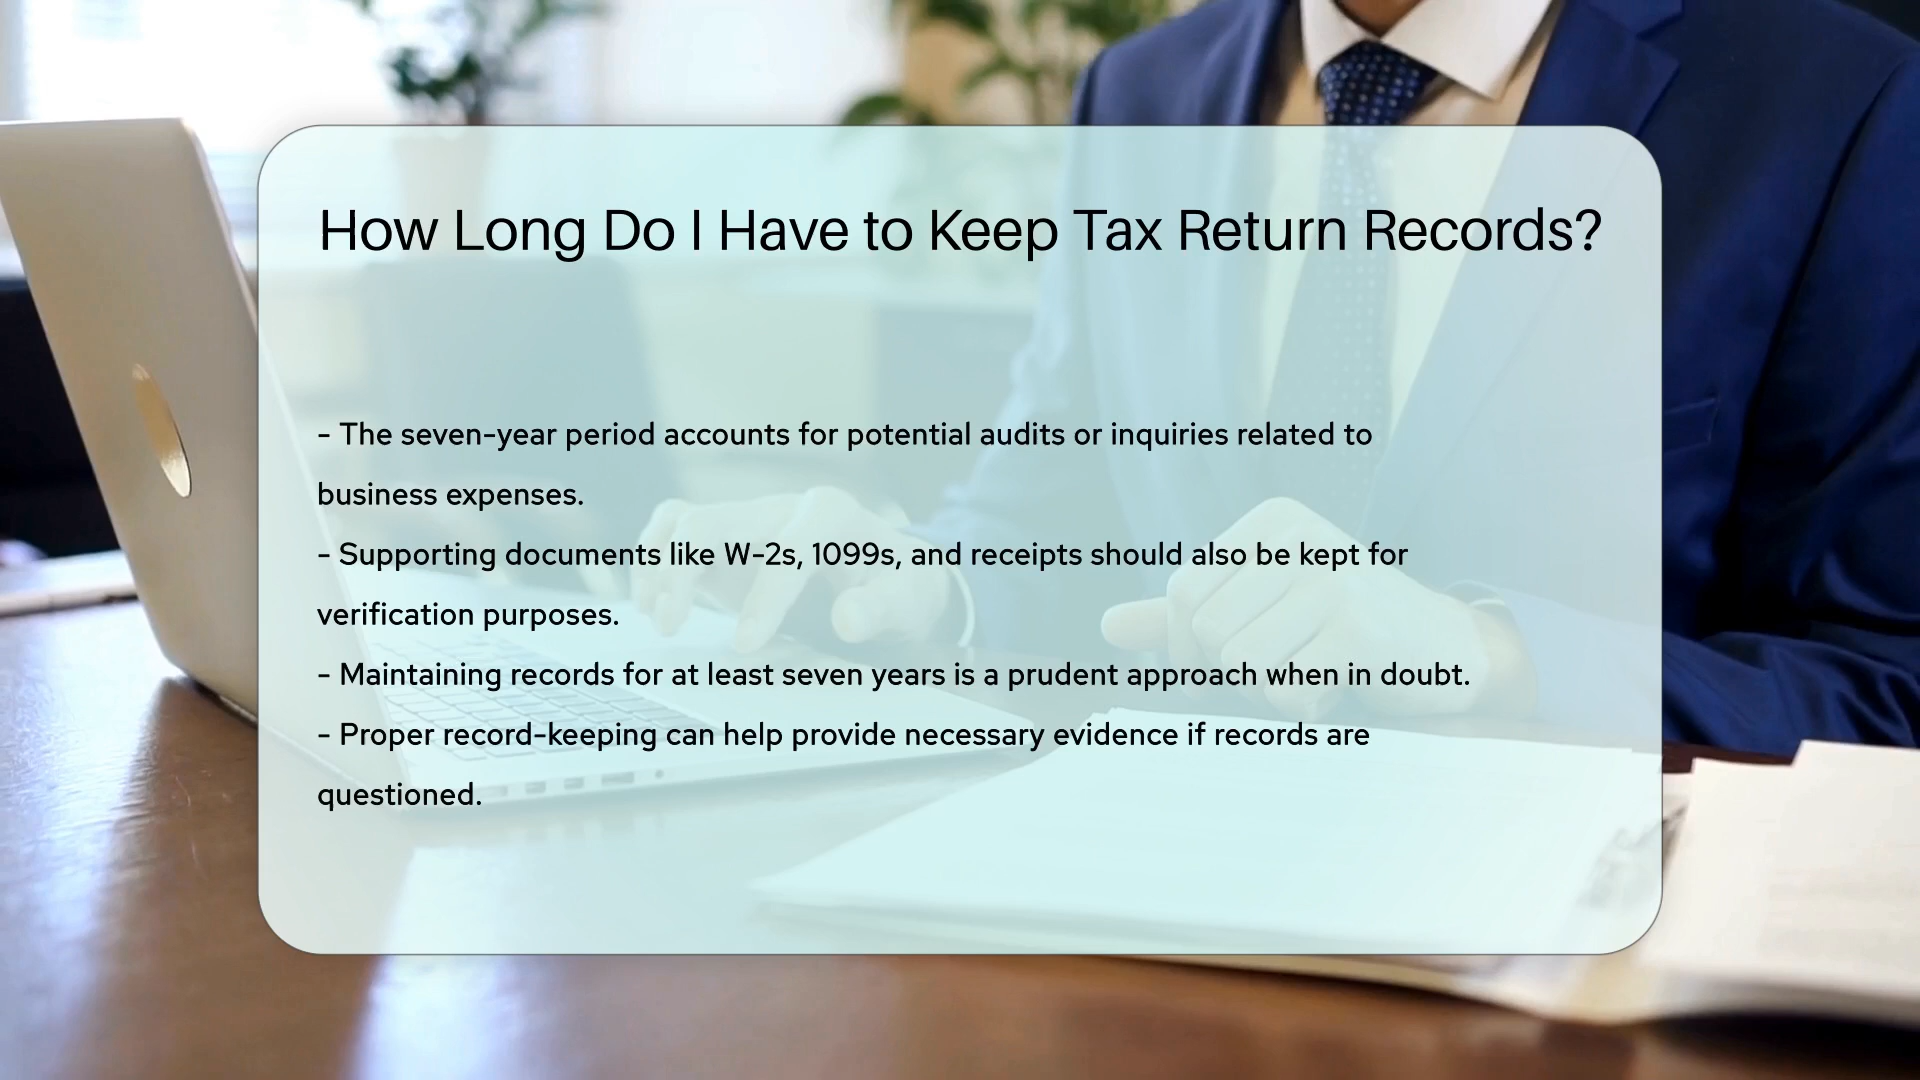 How Long Do I Have to Keep Tax Return Records?
- The seven-year period accounts for potential audits or inquiries related to
business expenses.
- Supporting documents like W-2s, 1099s, and receipts should also be kept for
verification purposes.
- Maintaining records for at least seven years is a prudent approach when in doubt.
- Proper record-keeping can help provide necessary evidence if records are
questioned.